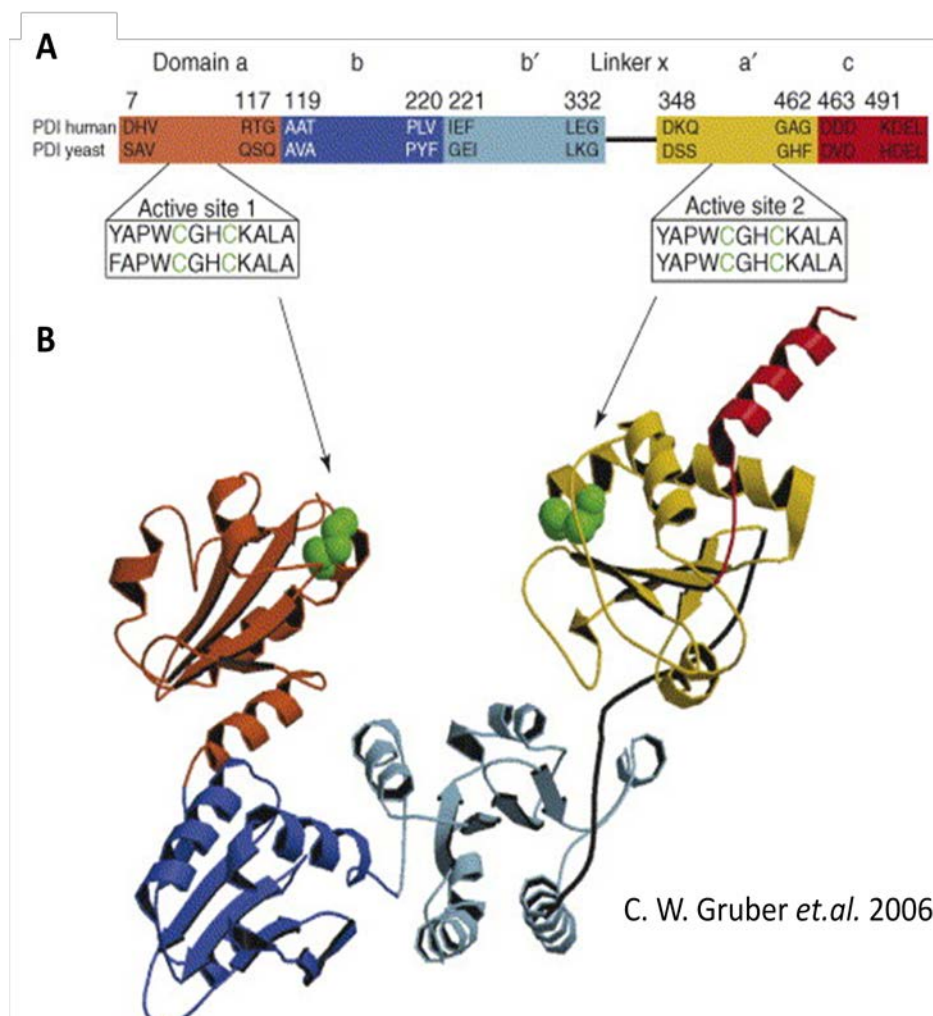 A
Domain a b b′ Linker x a′ c
7 117 119 220 221 332 348 462 463 491
PDI human DHV RTG AAT PLV IEF LEG DKQ GAG DDD KDEL
PDI yeast SAV QSQ AVA PYF GEI LKG DSS GHF DVD HDEL
Active site 1
YAPWCGHCKALA
FAPWCGHCKALA
Active site 2
YAPWCGHCKALA
YAPWCGHCKALA
B
C. W. Gruber et.al. 2006